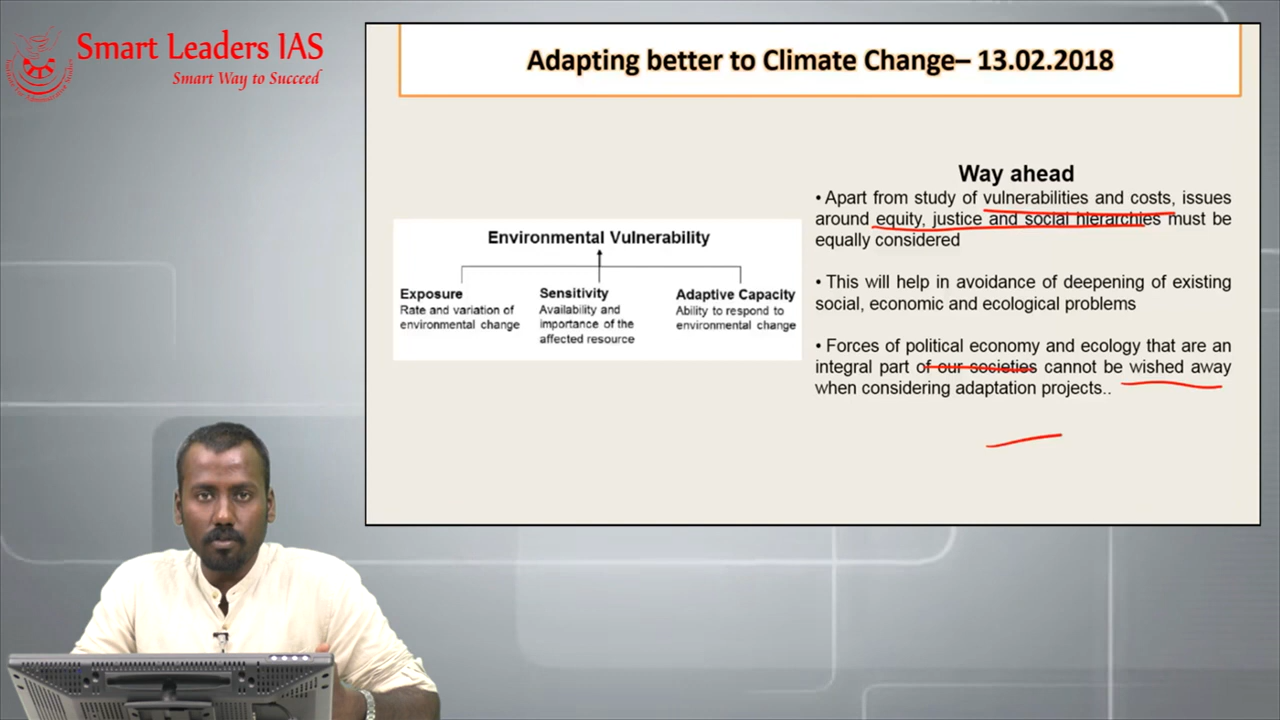 Smart Leaders IAS
Smart Way to Succeed
Adapting better to Climate Change– 13.02.2018
Environmental Vulnerability
Exposure
Rate and variation of
environmental change
Sensitivity
Availability and
importance of the
affected resource
Adaptive Capacity
Ability to respond to
environmental change
Way ahead
• Apart from study of vulnerabilities and costs, issues
around equity, justice and social hierarchies must be
equally considered
• This will help in avoidance of deepening of existing
social, economic and ecological problems
• Forces of political economy and ecology that are an
integral part of our societies cannot be wished away
when considering adaptation projects..